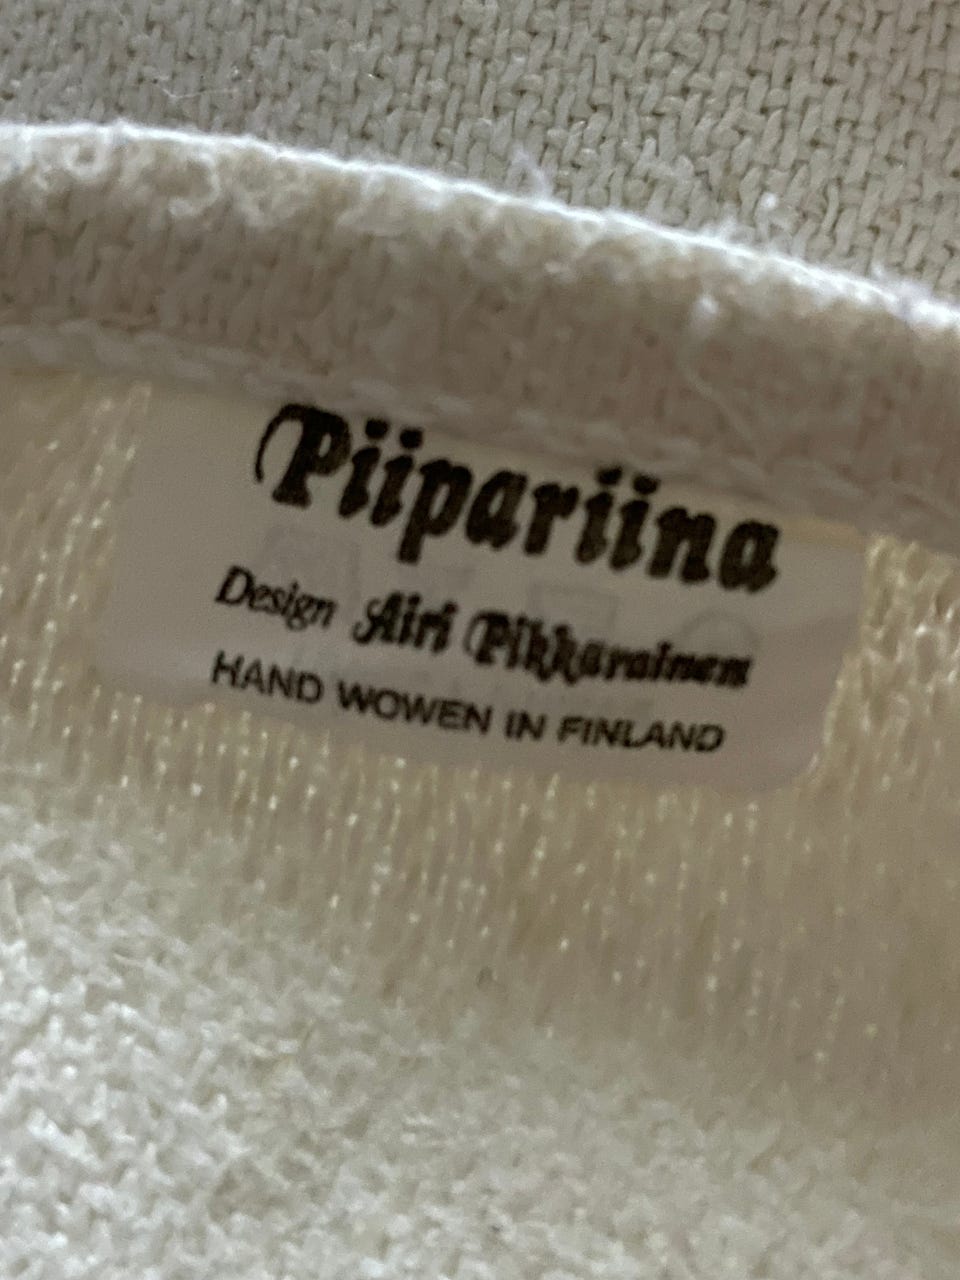 Piipariina
Design Airi Pikkarainen
HAND WOWEN IN FINLAND